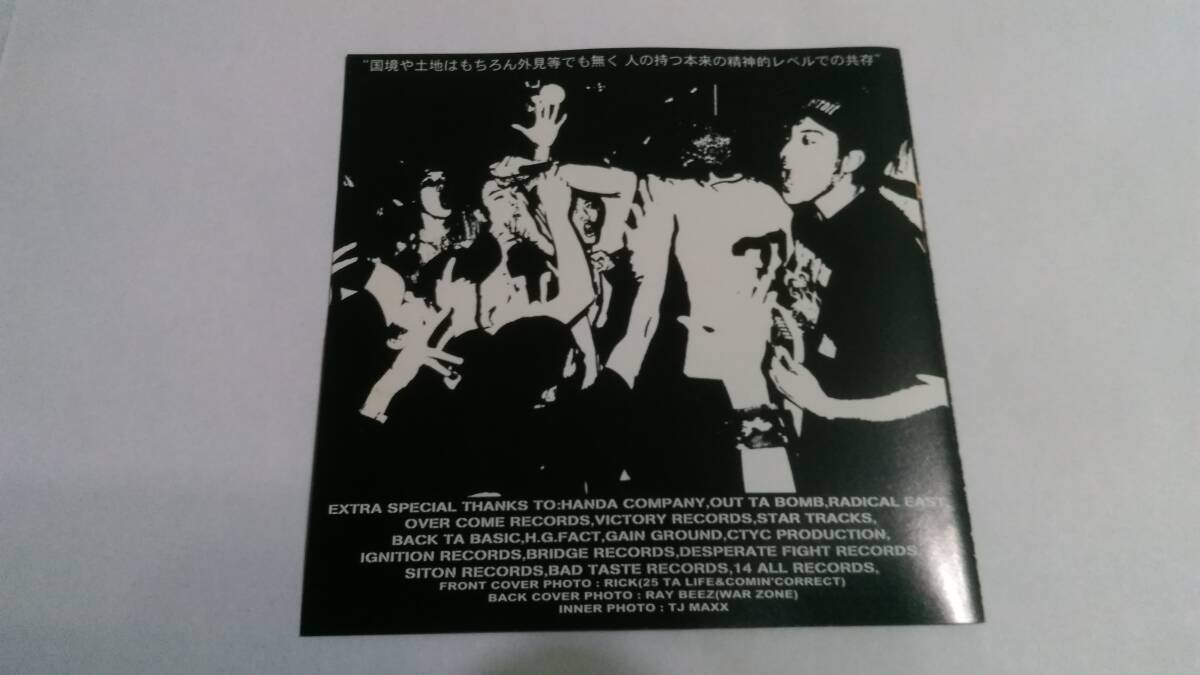 "国境や土地はもちろん外見等でも無く 人の持つ本来の精神的レベルでの共存"
EXTRA SPECIAL THANKS TO:HANDA COMPANY,OUT TA BOMB,RADICAL EAST
OVER COME RECORDS,VICTORY RECORDS,STAR TRACKS,
BACK TA BASIC,H.G.FACT,GAIN GROUND,CTYC PRODUCTION,
IGNITION RECORDS,BRIDGE RECORDS,DESPERATE FIGHT RECORDS,
SITON RECORDS,BAD TASTE RECORDS,14 ALL RECORDS,
FRONT COVER PHOTO : RICK(25 TA LIFE&COMIN'CORRECT)
BACK COVER PHOTO : RAY BEEZ(WAR ZONE)
INNER PHOTO : TJ MAXX